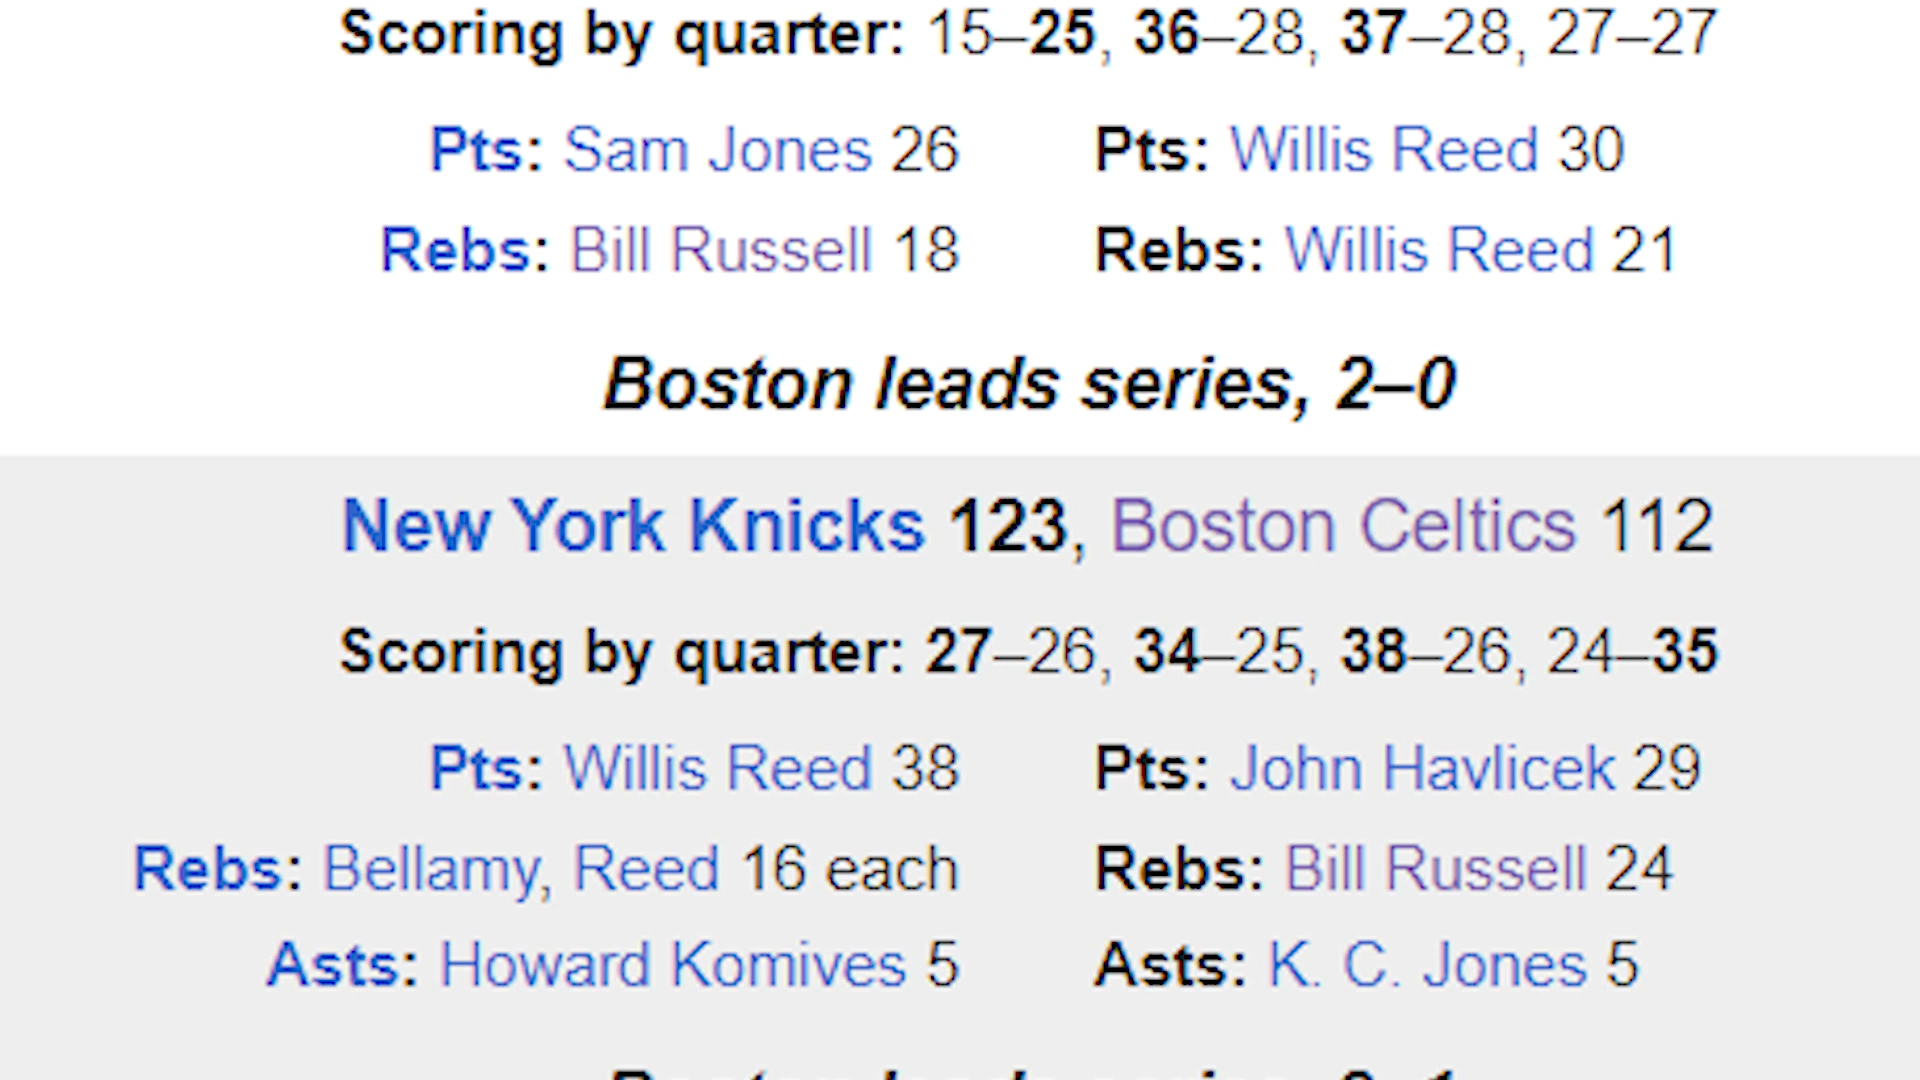 Scoring by quarter: 15–25, 36–28, 37–28, 27–27
Pts: Sam Jones 26 Pts: Willis Reed 30
Rebs: Bill Russell 18 Rebs: Willis Reed 21
Boston leads series, 2–0
New York Knicks 123, Boston Celtics 112
Scoring by quarter: 27–26, 34–25, 38–26, 24–35
Pts: Willis Reed 38 Pts: John Havlicek 29
Rebs: Bellamy, Reed 16 each Rebs: Bill Russell 24
Asts: Howard Komives 5 Asts: K. C. Jones 5